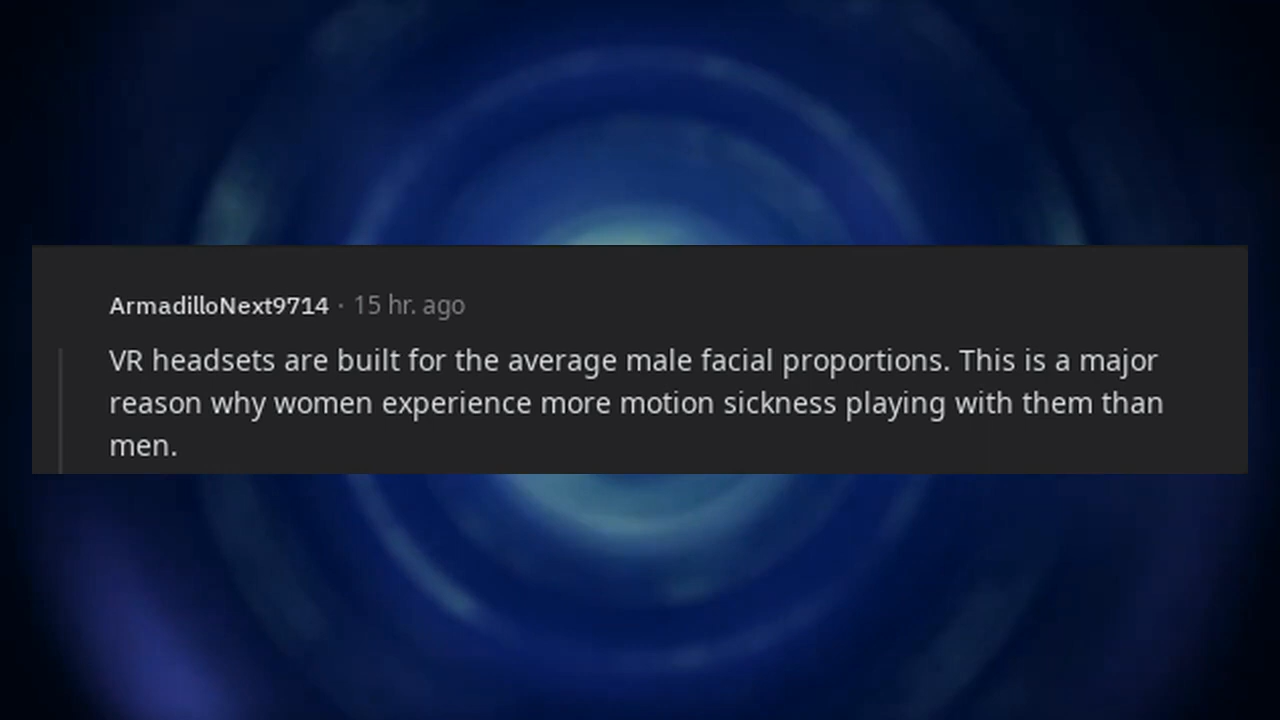 ArmadilloNext9714 · 15 hr. ago
VR headsets are built for the average male facial proportions. This is a major
reason why women experience more motion sickness playing with them than
men.